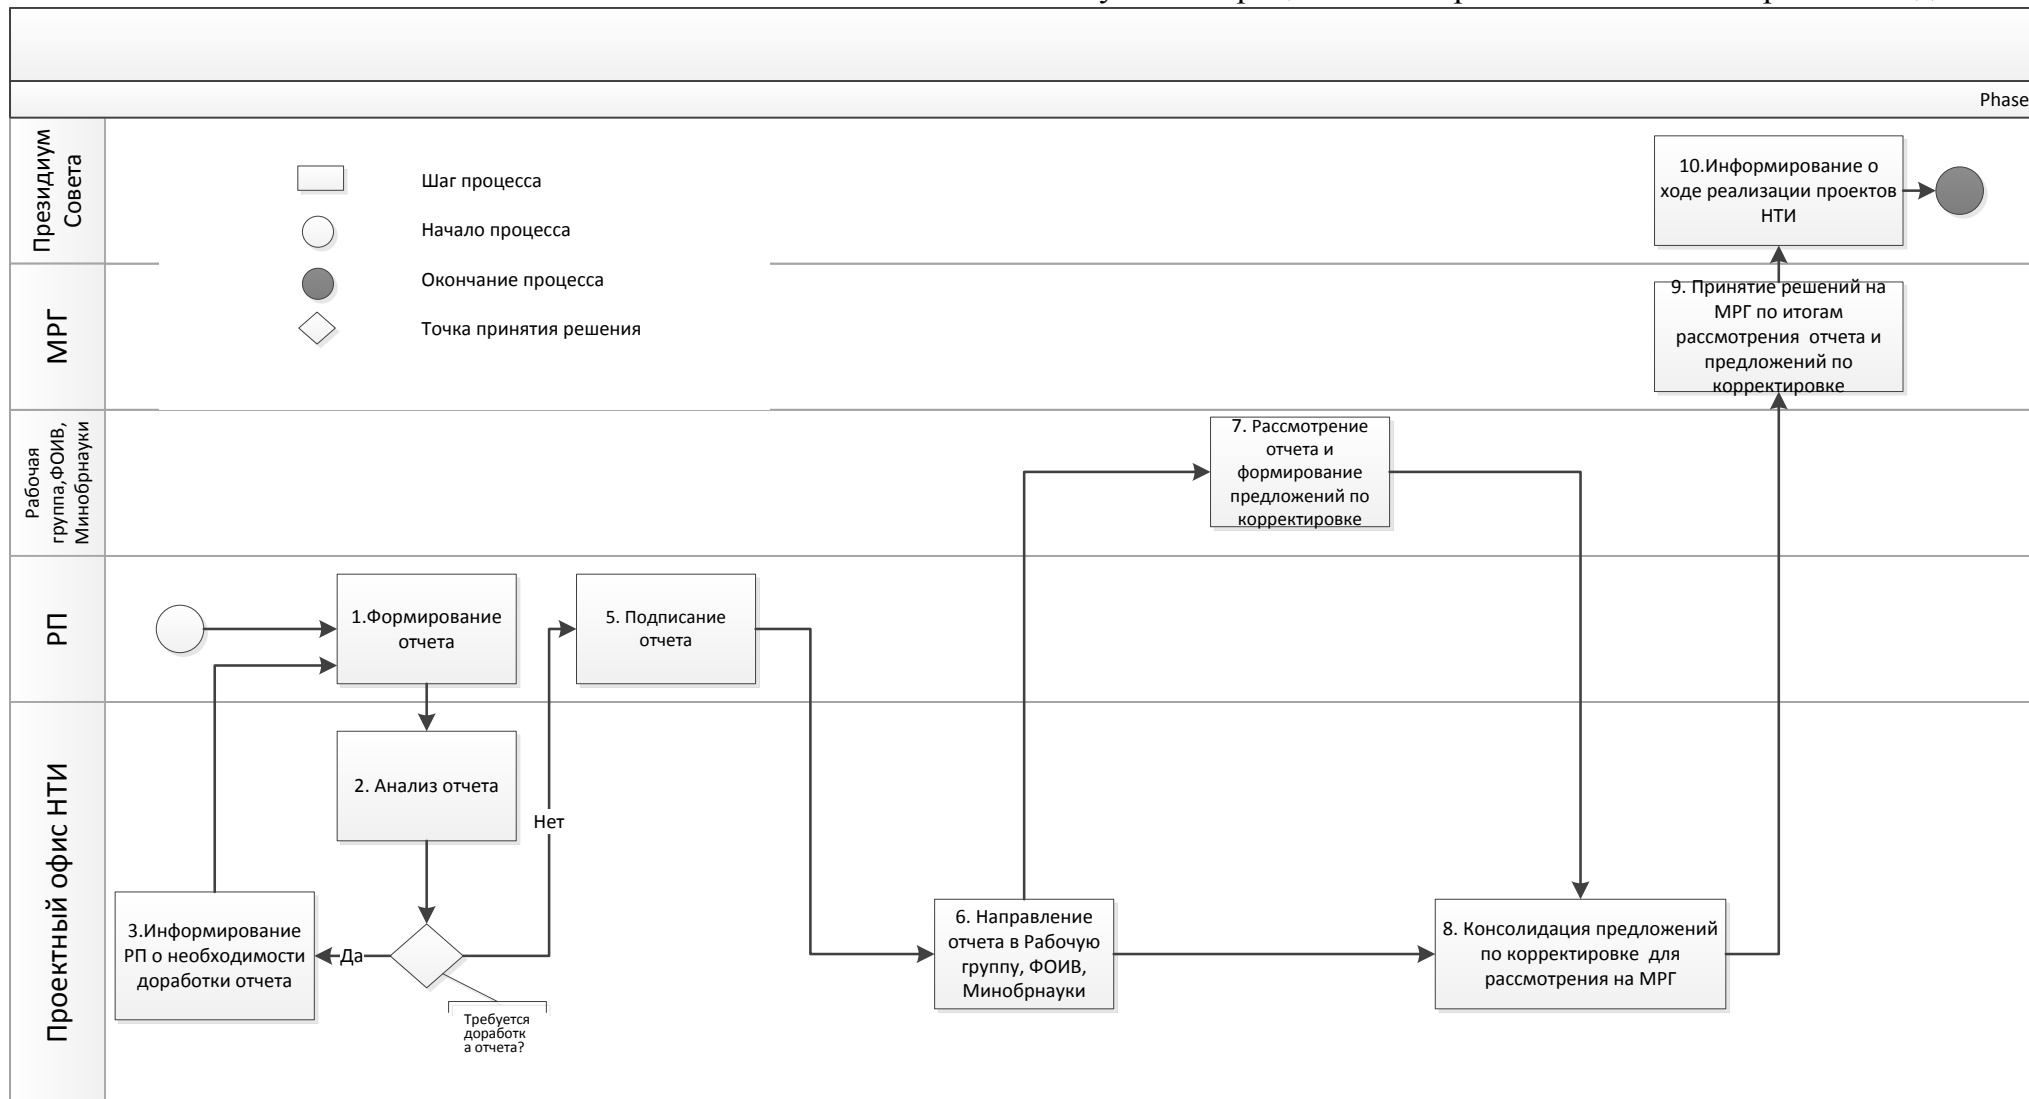 Phase
Президиум
Совета
Шаг процесса
Начало процесса
Окончание процесса
Точка принятия решения
10.Информирование о
ходе реализации проектов
НТИ
МРГ
9. Принятие решений на
МРГ по итогам
рассмотрения отчета и
предложений по
корректировке
Рабочая
группа,ФОИВ,
Минобрнауки
7. Рассмотрение
отчета и
формирование
предложений по
корректировке
РП
1.Формирование
отчета
5. Подписание
отчета
Проектный офис НТИ
2. Анализ отчета
Нет
3.Информирование
РП о необходимости
доработки отчета
Да
Требуется
доработк
а отчета?
6. Направление
отчета в Рабочую
группу, ФОИВ,
Минобрнауки
8. Консолидация предложений
по корректировке для
рассмотрения на МРГ